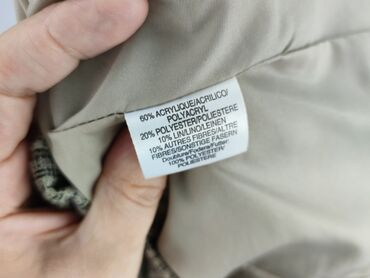 60% ACRYLIQUE/ACRILICO/
POLYACRYL
20% POLYESTER/POLIESTERE
10% LIN/LINO/LEINEN
10% AUTRES FIBRES/ALTRE
FIBRES/SONSTIGE FASERN
Doublure/Fodera/Futter:
100% POLYESTER/
POLIESTERE